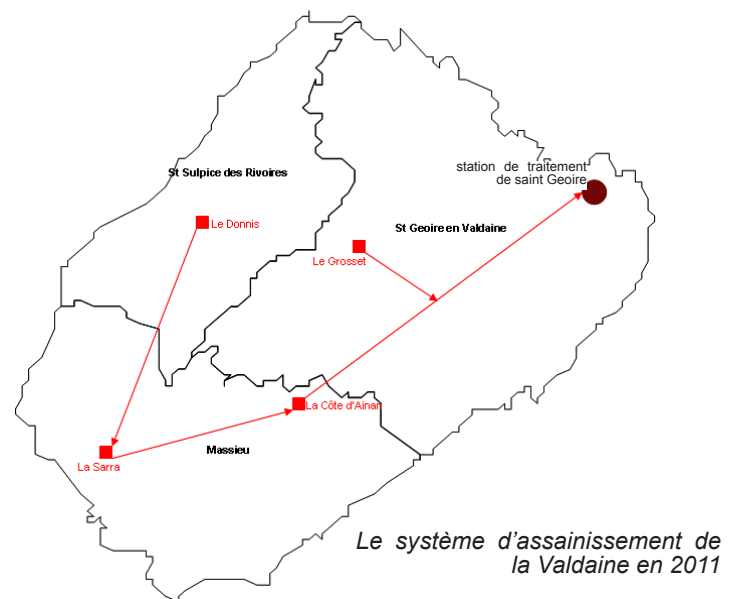 station de traitement
de saint Geoire
St Sulpice des Rivoires
Le Donnis
St Geoire en Valdaine
Le Grosset
La Côte d'Ainan
Massieu
La Sarra
Le système d'assainissement de
la Valdaine en 2011